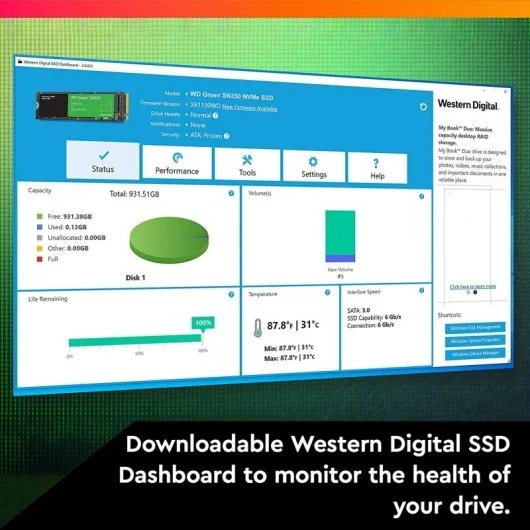 Western Digital SSD Dashboard - 2.6.0.0
Model: • WD Green SN350 NVMe SSD
Firmware Version: • X61130WD New Firmware Available
Drive Health: • Normal ?
Notifications: • None
Security: • ATA: Frozen ?
Status
Performance
Tools
Settings
? Help
Capacity
Total: 931.51GB
Free: 931.38GB
Used: 0.13GB
Unallocated: 0.00GB
Other: 0.00GB
Full
Disk 1
Volume(s)
New Volume
(F:)
Life Remaining
100%
0%
50%
100%
Temperature
87.8°F | 31°C
Min: 87.8°F | 31°C
Max: 87.8°F | 31°C
Interface Speed
SATA: 3.0
SSD Capability: 6 Gb/s
Connection: 6 Gb/s
Western Digital.
My Book™ Duo: Massive
capacity desktop RAID
storage.
My Book™ Duo drive is designed
to store and back up your
photos, videos, music collections,
and important documents in one
reliable place.
Click here to learn more
Shortcuts:
Windows Disk Management
Windows System Properties
Windows Device Manager
Downloadable Western Digital SSD
Dashboard to monitor the health of
your drive.